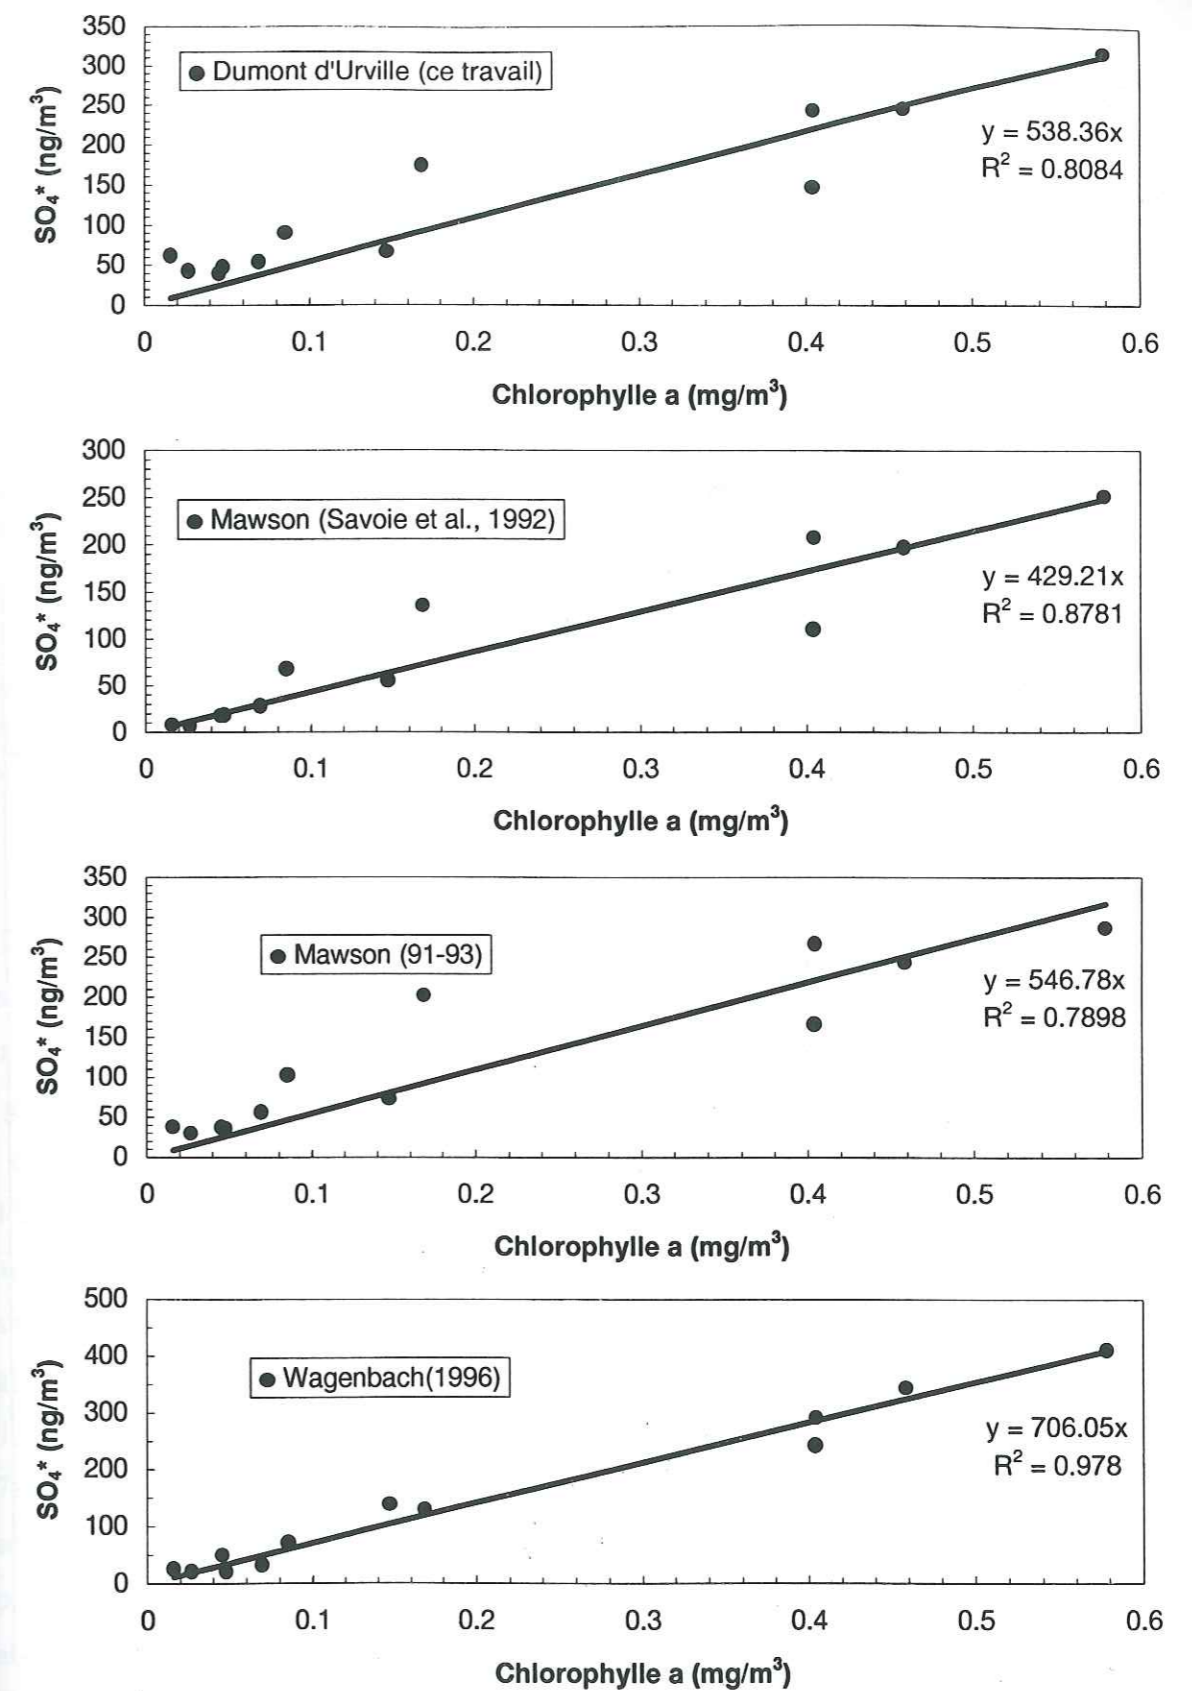 350
300
250
200
150
100
50
0
SO₄* (ng/m³)
● Dumont d'Urville (ce travail)
y = 538.36x
R² = 0.8084
0 0.1 0.2 0.3 0.4 0.5 0.6
Chlorophylle a (mg/m³)
300
250
200
150
100
50
0
SO₄* (ng/m³)
● Mawson (Savoie et al., 1992)
y = 429.21x
R² = 0.8781
0 0.1 0.2 0.3 0.4 0.5 0.6
Chlorophylle a (mg/m³)
350
300
250
200
150
100
50
0
SO₄* (ng/m³)
● Mawson (91-93)
y = 546.78x
R² = 0.7898
0 0.1 0.2 0.3 0.4 0.5 0.6
Chlorophylle a (mg/m³)
500
400
300
200
100
0
SO₄* (ng/m³)
● Wagenbach(1996)
y = 706.05x
R² = 0.978
0 0.1 0.2 0.3 0.4 0.5 0.6
Chlorophylle a (mg/m³)